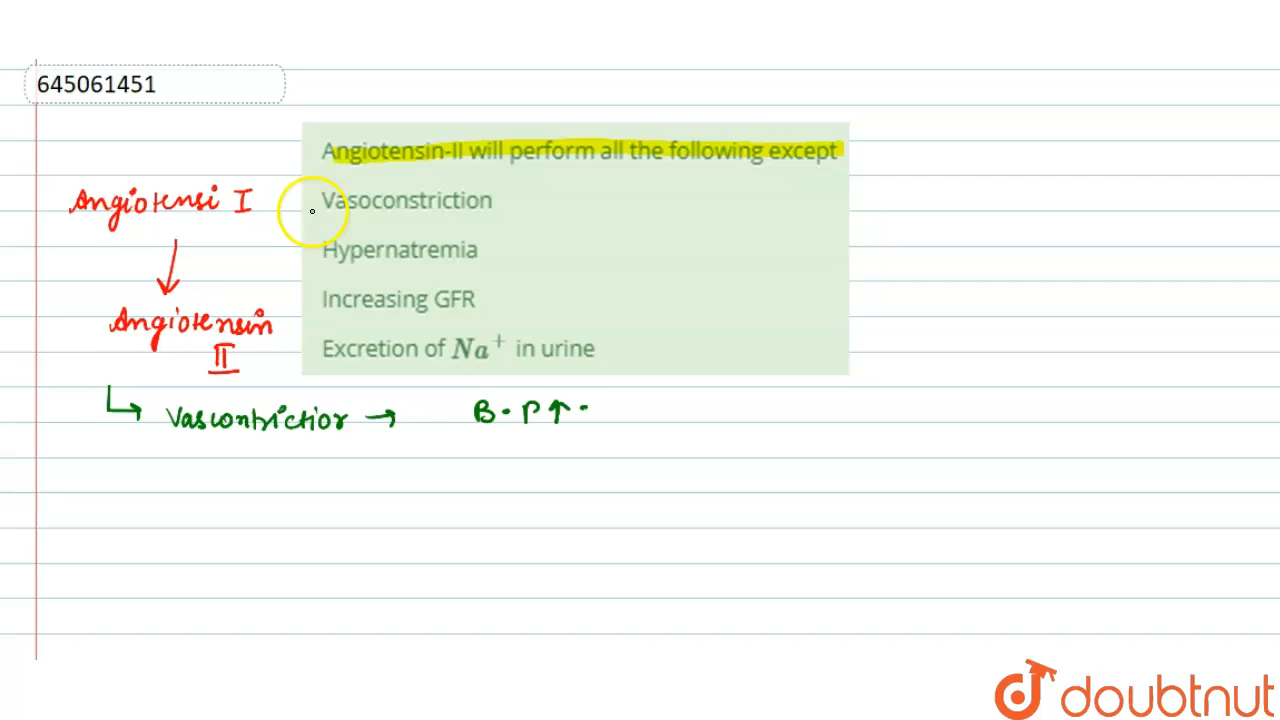 645061451
Angiotensin-II will perform all the following except
Vasoconstriction
Hypernatremia
Increasing GFR
Excretion of Na⁺ in urine
Angiotensi I
Angiotensin
II
Vascontriction → B.P↑.
doubtnut